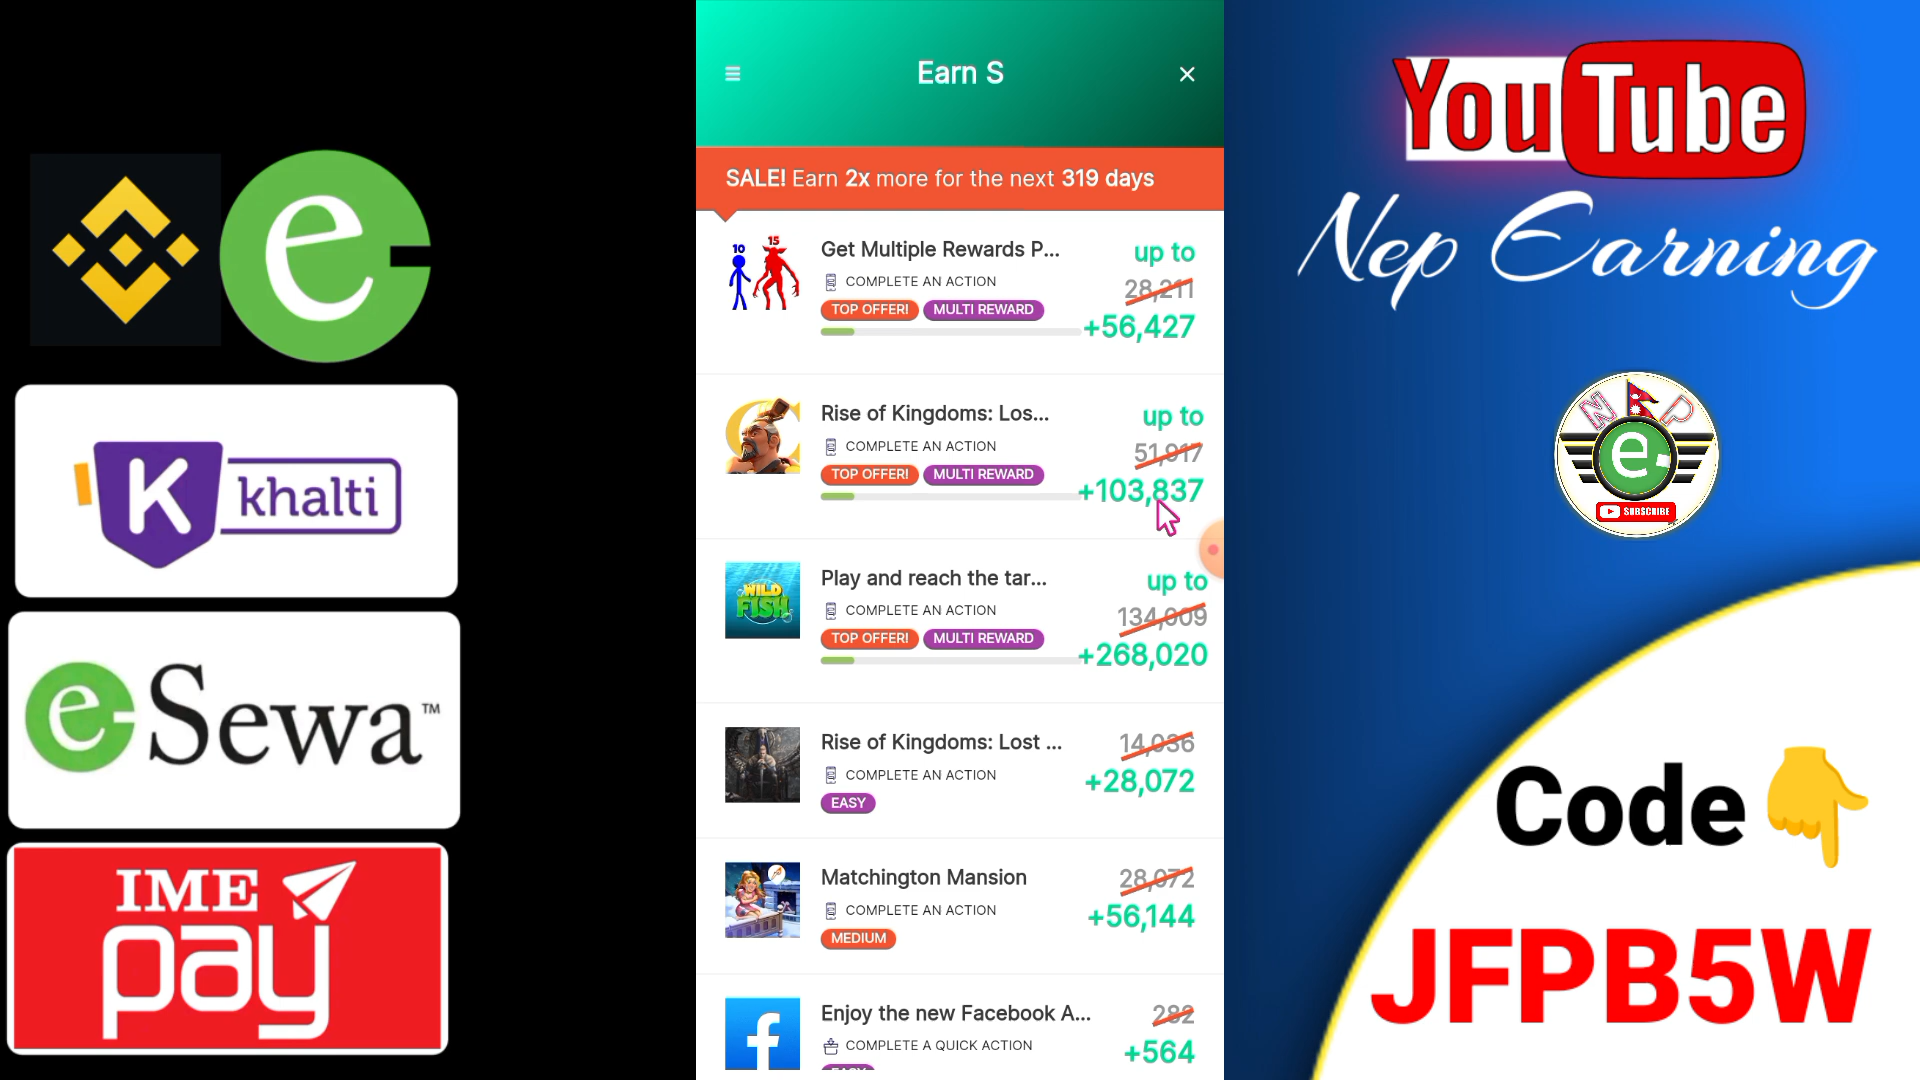 e
K khalti
eSewa™
IME
pay
Earn S
SALE! Earn 2x more for the next 319 days
10 15
Get Multiple Rewards P...
COMPLETE AN ACTION
TOP OFFER! MULTI REWARD
up to
28,211
+56,427
Rise of Kingdoms: Los...
COMPLETE AN ACTION
TOP OFFER! MULTI REWARD
up to
51,917
+103,837
WILD
FISH
Play and reach the tar...
COMPLETE AN ACTION
TOP OFFER! MULTI REWARD
up to
134,009
+268,020
Rise of Kingdoms: Lost ...
COMPLETE AN ACTION
EASY
14,036
+28,072
Matchington Mansion
COMPLETE AN ACTION
MEDIUM
28,072
+56,144
f
Enjoy the new Facebook A...
COMPLETE A QUICK ACTION
EASY
282
+564
YouTube
Nep Earning
N P
e
SUBSCRIBE
Code
JFPB5W